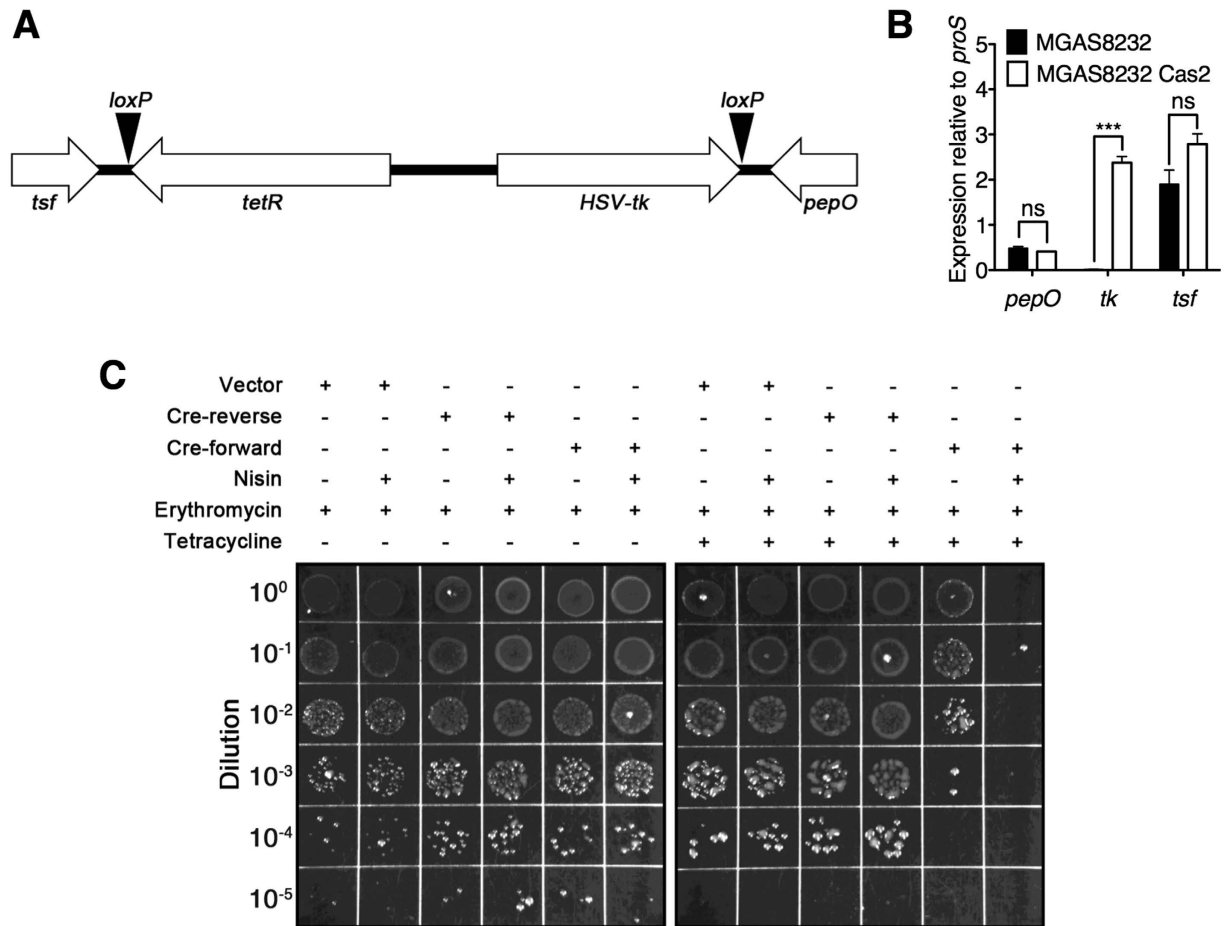 A
loxP
loxP
tsf
tetR
HSV-tk
pepO
B
Expression relative to proS
5
4
3
2
1
0
MGAS8232
MGAS8232 Cas2
ns
***
ns
pepO
tk
tsf
C
Vector + + - - - - + + - - - -
Cre-reverse - - + + - - - - + + - -
Cre-forward - - - - + + - - - - + +
Nisin - + - + - + - + - + - +
Erythromycin + + + + + + + + + + + +
Tetracycline - - - - - - + + + + + +
Dilution
10⁰
10⁻¹
10⁻²
10⁻³
10⁻⁴
10⁻⁵